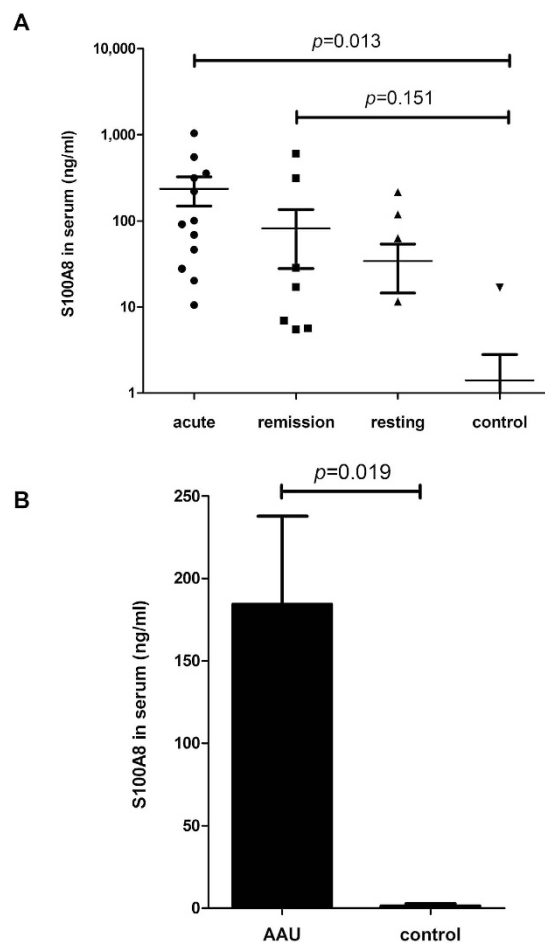 A
p=0.013
p=0.151
10,000
1,000
100
10
1
S100A8 in serum (ng/ml)
acute remission resting control
B
p=0.019
250
200
150
100
50
0
S100A8 in serum (ng/ml)
AAU control